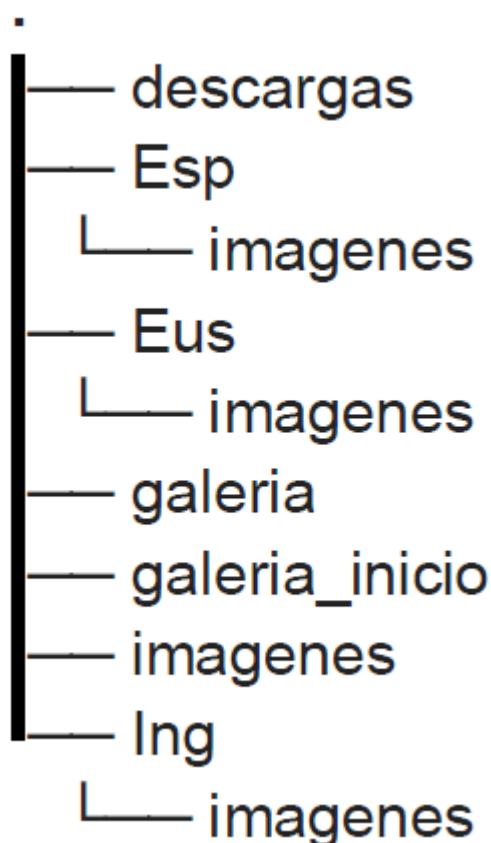 .
descargas
Esp
imagenes
Eus
imagenes
galeria
galeria_inicio
imagenes
Ing
imagenes